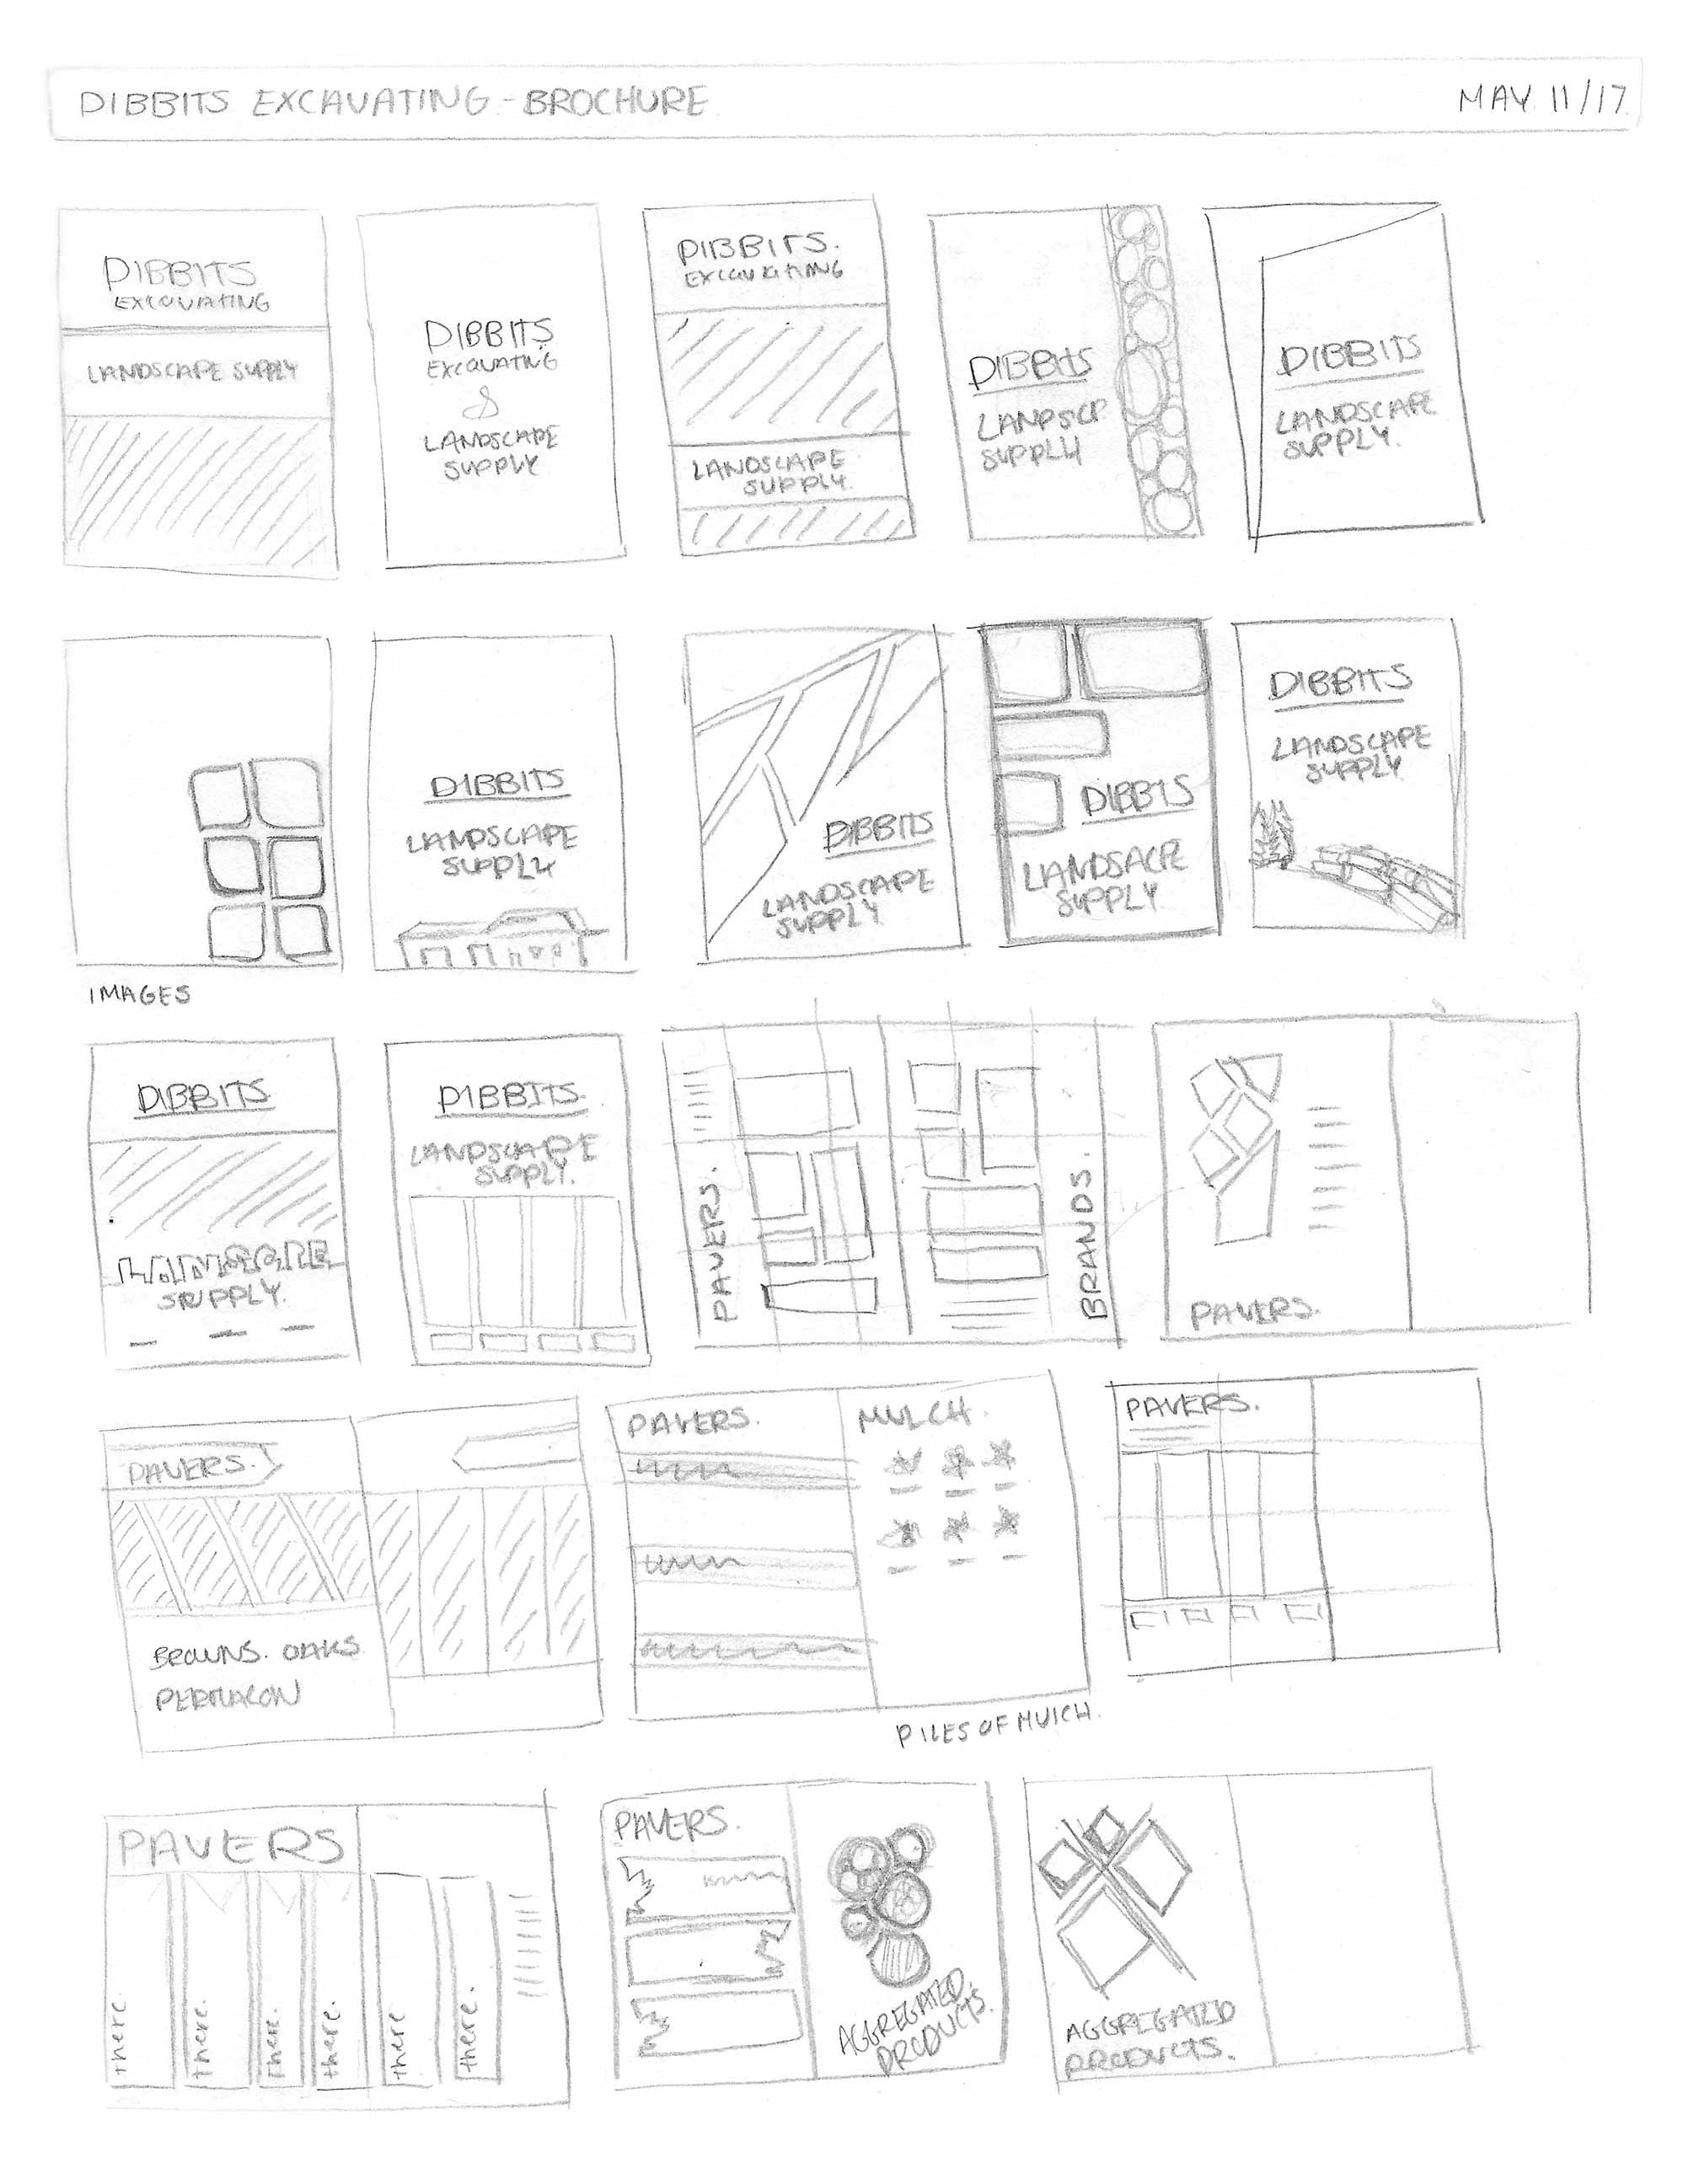 DIBBITS EXCAVATING - BROCHURE
MAY 11/17
DIBBITS
EXCAVATING
LANDSCAPE SUPPLY
DIBBITS
EXCAVATING
&
LANDSCAPE
SUPPLY
DIBBITS.
EXCAVATING
LANDSCAPE
SUPPLY.
DIBBITS
LANDSCP
SUPPLY
DIBBITS
LANDSCAPE
SUPPLY.
IMAGES
DIBBITS
LANDSCAPE
SUPPLY
DIBBITS
LANDSCAPE
SUPPLY
DIBBITS
LANDSACPE
SUPPLY
DIBBITS
LANDSCAPE
SUPPLY
DIBBITS
LANDSCAPE
SUPPLY.
DIBBITS.
LANDSCAPE
SUPPLY.
PAVERS.
BRANDS.
PAVERS.
PAVERS.
BROWNS. OAKS
PERMACON
PAVERS.
MULCH.
PILES OF MULCH.
PAVERS.
PAVERS
there
there.
there.
there.
there
there.
PAVERS.
AGGREGATED
PRODUCTS.
AGGREGATED
PRODUCTS.